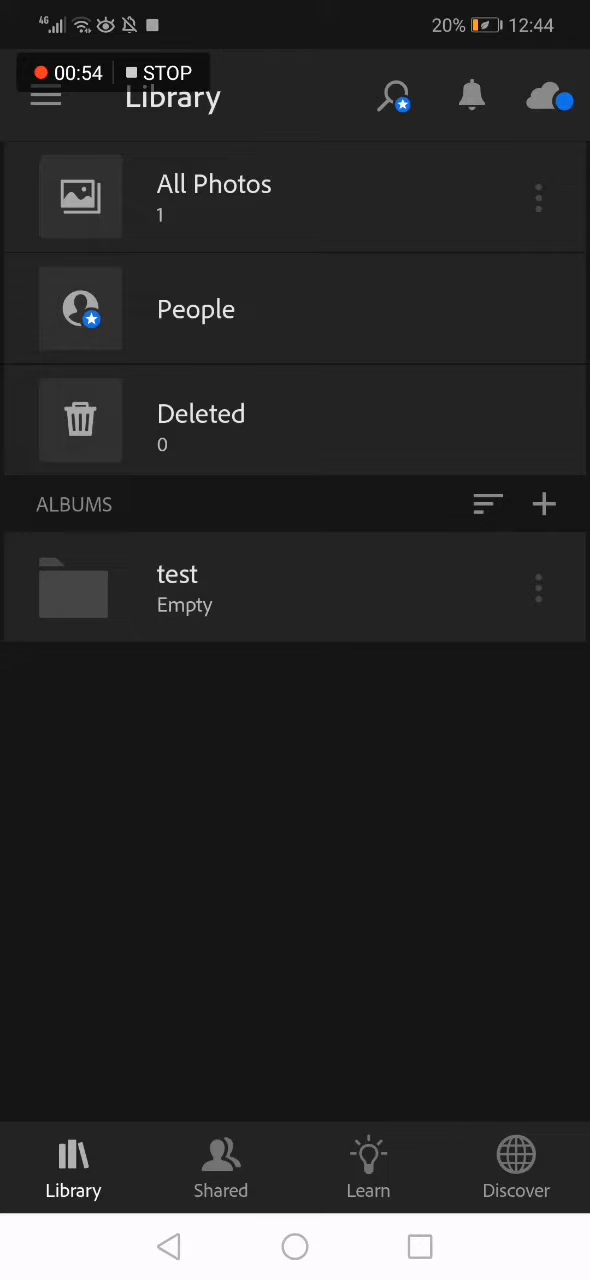 4G 20% 12:44
00:54 STOP
Library
All Photos
1
People
Deleted
0
ALBUMS
test
Empty
Library Shared Learn Discover